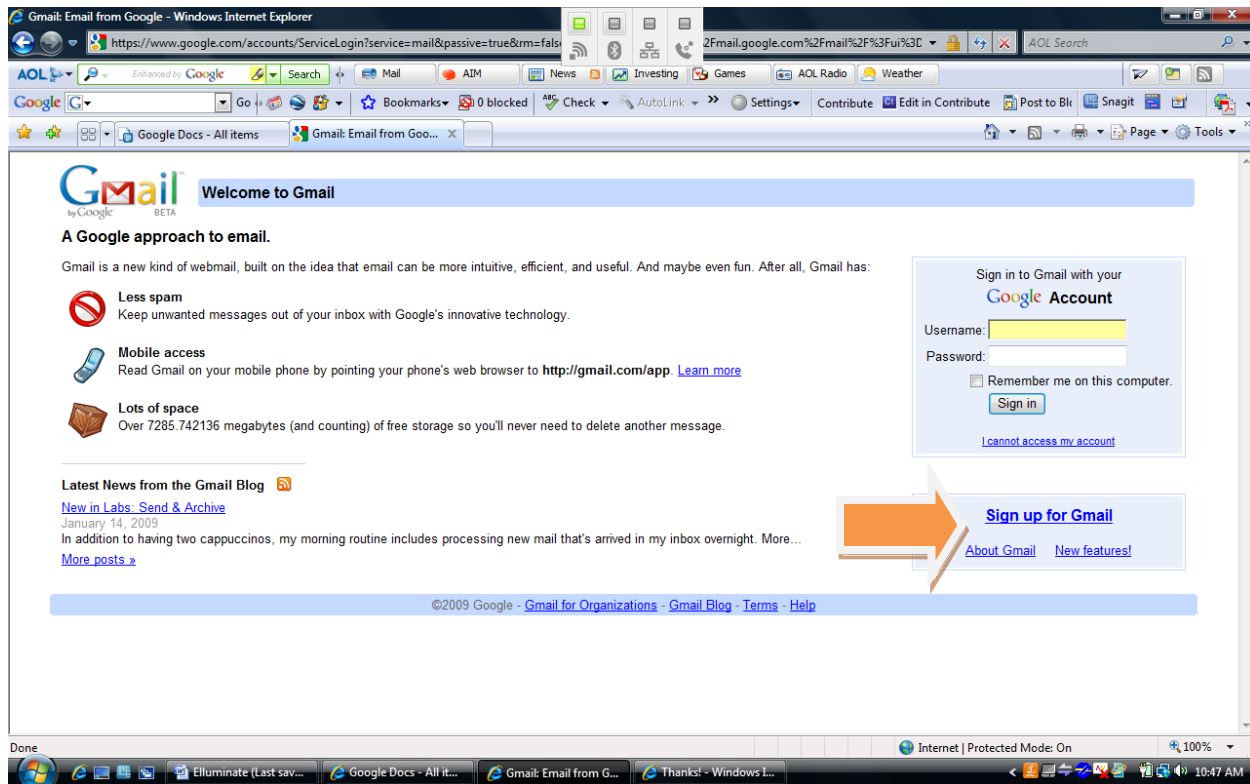 Gmail: Email from Google - Windows Internet Explorer
https://www.google.com/accounts/ServiceLogin?service=mail&passive=true&rm=fals 2Fmail.google.com%2Fmail%2F%3Fui%3D
AOL Search
AOL Enhanced by Google Search Mail AIM News Investing Games AOL Radio Weather
Google G Go Bookmarks 0 blocked ABC Check AutoLink >> Settings Contribute Edit in Contribute Post to Blo Snagit
Google Docs - All items Gmail: Email from Goo... X Page Tools
Gmail
by Google BETA
Welcome to Gmail
A Google approach to email.
Gmail is a new kind of webmail, built on the idea that email can be more intuitive, efficient, and useful. And maybe even fun. After all, Gmail has:
Less spam
Keep unwanted messages out of your inbox with Google's innovative technology.
Mobile access
Read Gmail on your mobile phone by pointing your phone's web browser to http://gmail.com/app. Learn more
Lots of space
Over 7285.742136 megabytes (and counting) of free storage so you'll never need to delete another message.
Latest News from the Gmail Blog
New in Labs: Send & Archive
January 14, 2009
In addition to having two cappuccinos, my morning routine includes processing new mail that's arrived in my inbox overnight. More...
More posts »
Sign in to Gmail with your
Google Account
Username:
Password:
Remember me on this computer.
Sign in
I cannot access my account
Sign up for Gmail
About Gmail New features!
©2009 Google - Gmail for Organizations - Gmail Blog - Terms - Help
Done Internet | Protected Mode: On 100%
Elluminate (Last sav... Google Docs - All it... Gmail: Email from G... Thanks! - Windows I... 10:47 AM